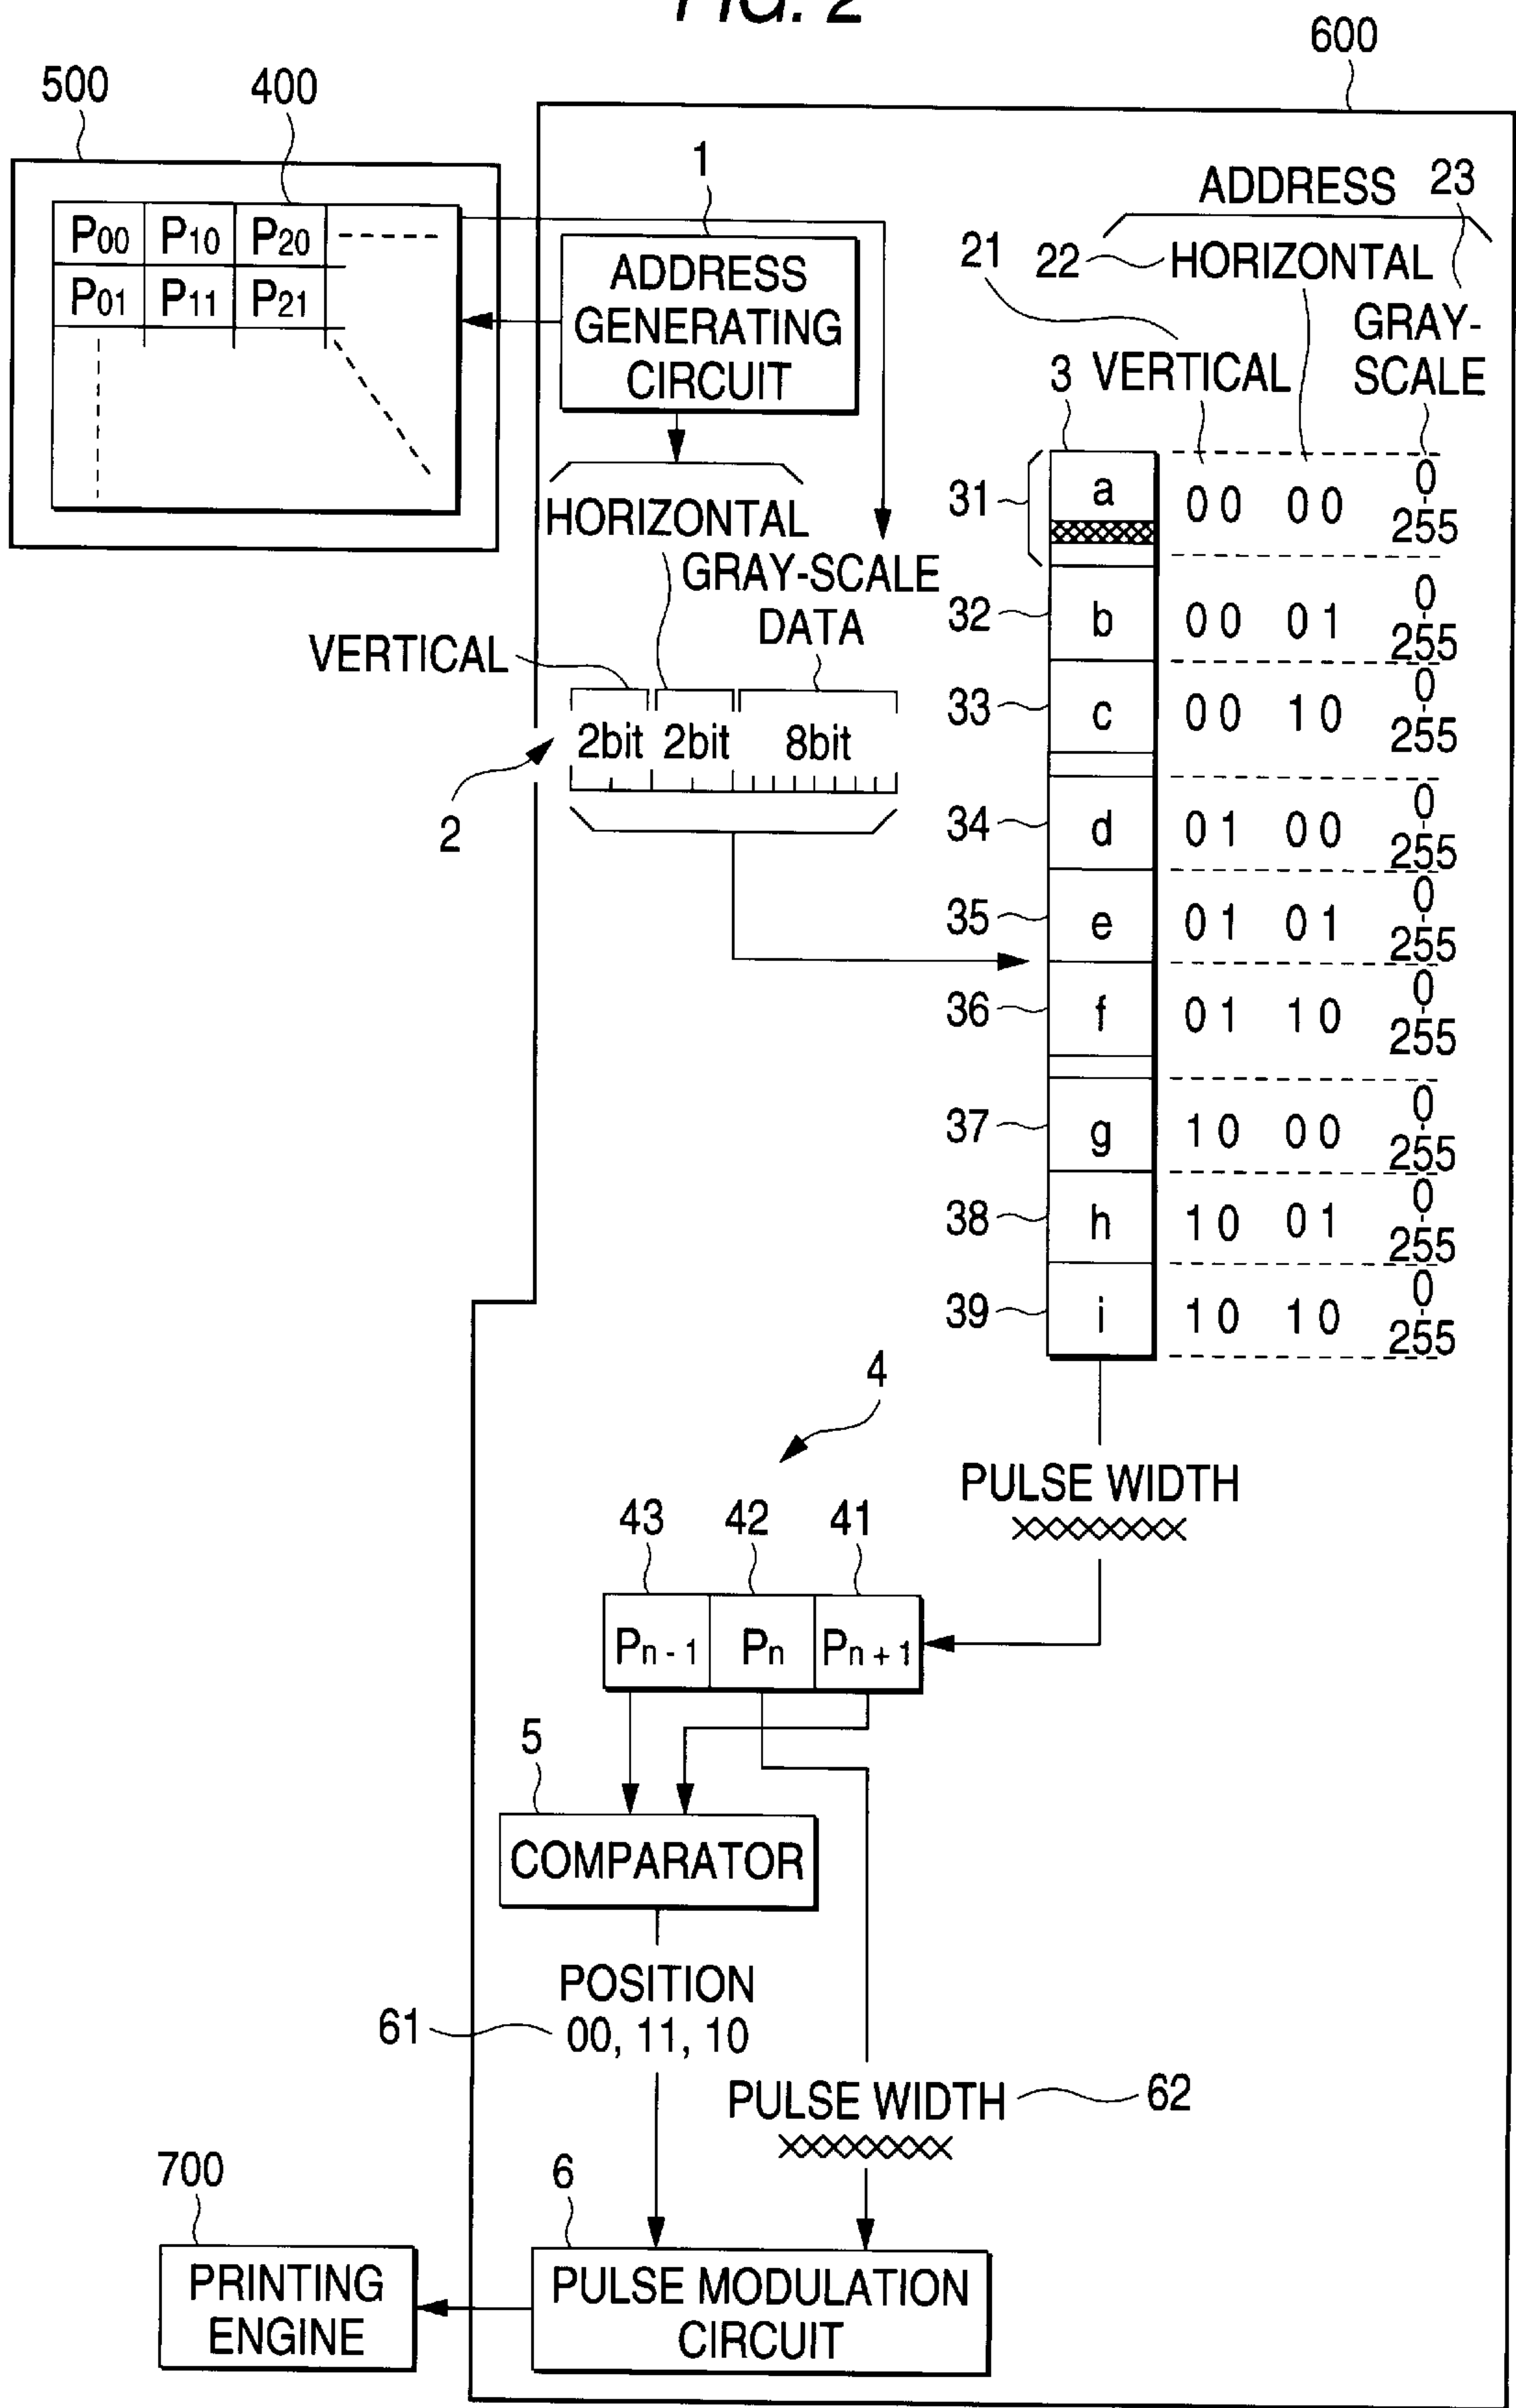 FIG. 2
600
500
400
1
ADDRESS
23
P00 P10 P20
P01 P11 P21
ADDRESS
GENERATING
CIRCUIT
21
22
HORIZONTAL
GRAY-
SCALE
3
VERTICAL
HORIZONTAL
GRAY-SCALE
DATA
VERTICAL
2bit 2bit 8bit
2
31 a 00 00 0-255
32 b 00 01 0-255
33 c 00 10 0-255
34 d 01 00 0-255
35 e 01 01 0-255
36 f 01 10 0-255
37 g 10 00 0-255
38 h 10 01 0-255
39 i 10 10 0-255
4
PULSE WIDTH
43 42 41
Pn-1 Pn Pn+1
5
COMPARATOR
POSITION
61
00, 11, 10
PULSE WIDTH
62
700
6
PRINTING
ENGINE
PULSE MODULATION
CIRCUIT